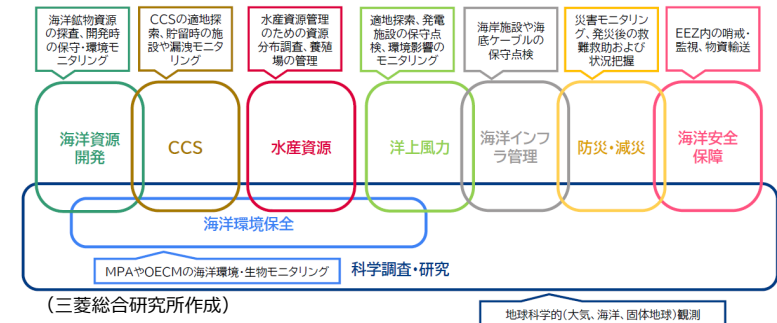 海洋鉱物資源
の探査、開発時
の保守・環境モ
ニタリング
CCSの適地探
索、貯留時の施
設や漏洩モニタ
リング
水産資源管理
のための資源
分布調査、養殖
場の管理
適地探索、発電
施設の保守点
検、環境影響の
モニタリング
海岸施設や海
底ケーブルの
保守点検
災害モニタリン
グ、発災後の救
難救助および
状況把握
EEZ内の哨戒・
監視、物資輸送
海洋資源
開発
CCS
水産資源
洋上風力
海洋インフ
ラ管理
防災・減災
海洋安全
保障
海洋環境保全
MPAやOECMの海洋環境・生物モニタリング
科学調査・研究
(三菱総合研究所作成)
地球科学的(大気、海洋、固体地球)観測